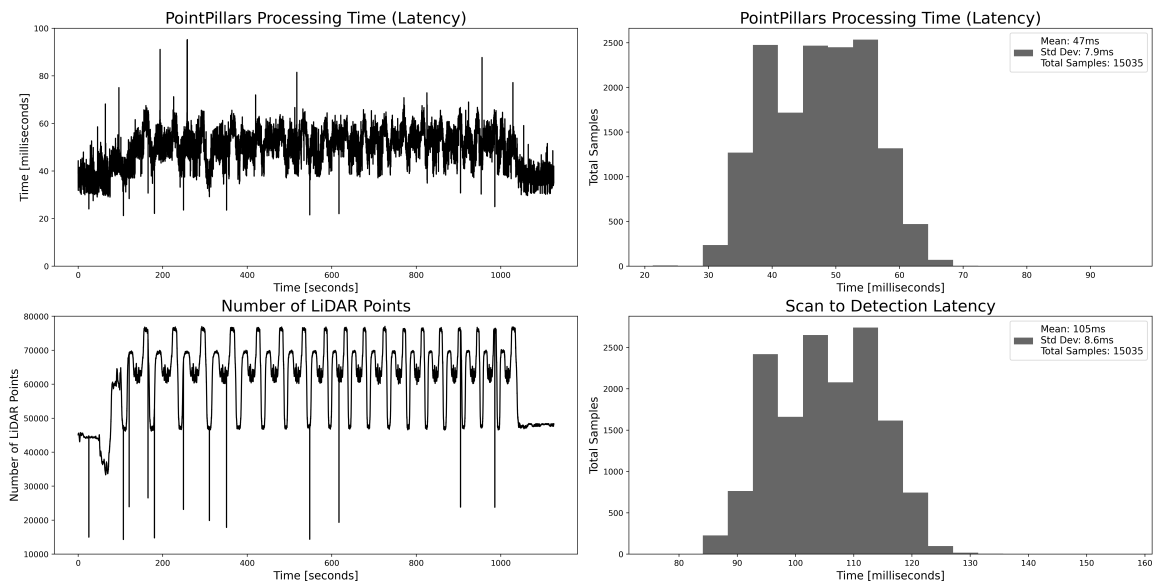 PointPillars Processing Time (Latency)
Time [milliseconds]
100
80
60
40
20
0
0 200 400 600 800 1000
Time [seconds]
PointPillars Processing Time (Latency)
Total Samples
2500
2000
1500
1000
500
0
Mean: 47ms
Std Dev: 7.9ms
Total Samples: 15035
20 30 40 50 60 70 80 90
Time [milliseconds]
Number of LiDAR Points
Number of LiDAR Points
80000
70000
60000
50000
40000
30000
20000
10000
0 200 400 600 800 1000
Time [seconds]
Scan to Detection Latency
Total Samples
2500
2000
1500
1000
500
0
Mean: 105ms
Std Dev: 8.6ms
Total Samples: 15035
80 90 100 110 120 130 140 150 160
Time [milliseconds]